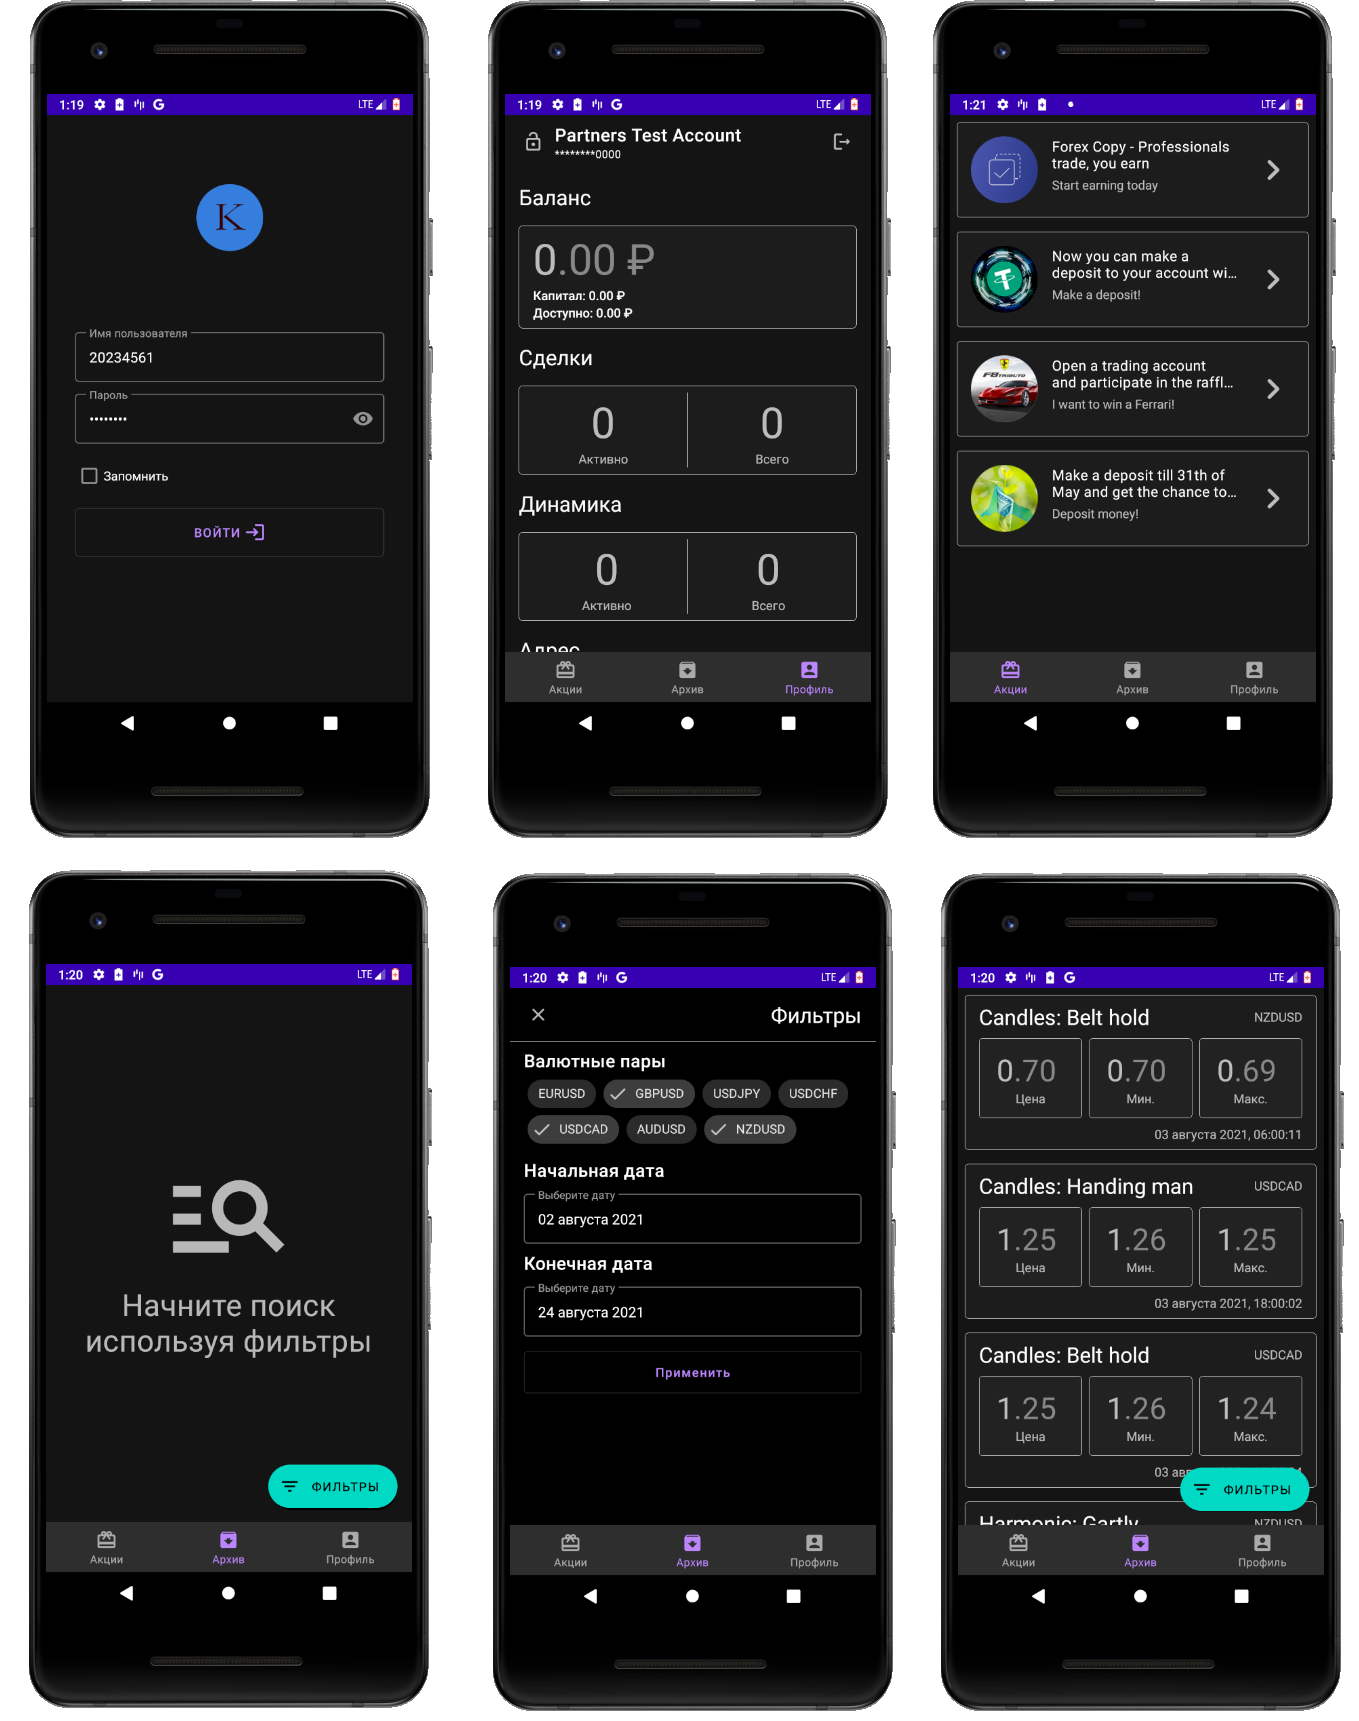 1:19
LTE
K
Имя пользователя
20234561
Пароль
••••••••
Запомнить
ВОЙТИ
1:19
LTE
Partners Test Account
********0000
Баланс
0.00 ₽
Капитал: 0.00 ₽
Доступно: 0.00 ₽
Сделки
0 0
Активно Всего
Динамика
0 0
Активно Всего
Адрес
Акции Архив Профиль
1:21
LTE
Forex Copy - Professionals
trade, you earn
Start earning today
Now you can make a
deposit to your account wi...
Make a deposit!
Open a trading account
and participate in the raffl...
I want to win a Ferrari!
Make a deposit till 31th of
May and get the chance to...
Deposit money!
Акции Архив Профиль
1:20
LTE
Начните поиск
используя фильтры
ФИЛЬТРЫ
Акции Архив Профиль
1:20
LTE
Фильтры
Валютные пары
EURUSD GBPUSD USDJPY USDCHF
USDCAD AUDUSD NZDUSD
Начальная дата
Выберите дату
02 августа 2021
Конечная дата
Выберите дату
24 августа 2021
Применить
Акции Архив Профиль
1:20
LTE
Candles: Belt hold NZDUSD
0.70 0.70 0.69
Цена Мин. Макс.
03 августа 2021, 06:00:11
Candles: Handing man USDCAD
1.25 1.26 1.25
Цена Мин. Макс.
03 августа 2021, 18:00:02
Candles: Belt hold USDCAD
1.25 1.26 1.24
Цена Мин. Макс.
03
ФИЛЬТРЫ
Harmonic: Gartly NZDUSD
Акции Архив Профиль